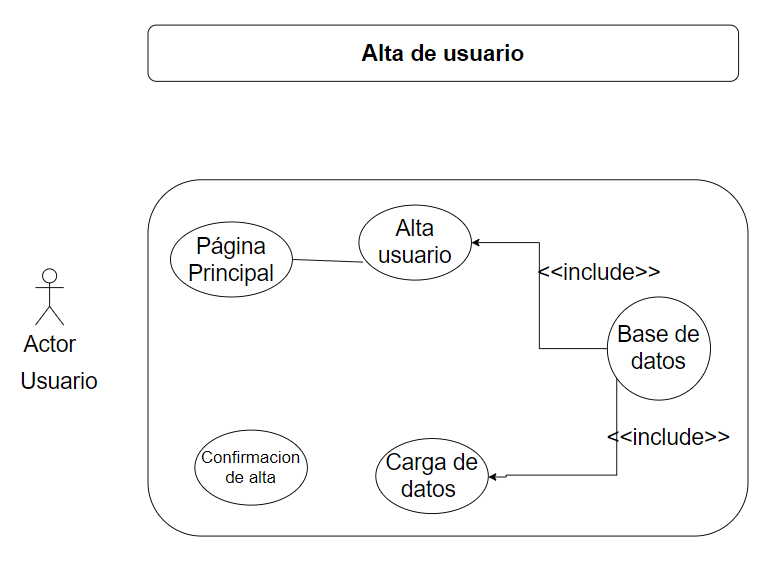 Alta de usuario
Alta
usuario
Página
Principal
<<include>>
Base de
datos
Actor
Usuario
<<include>>
Confirmacion
de alta
Carga de
datos